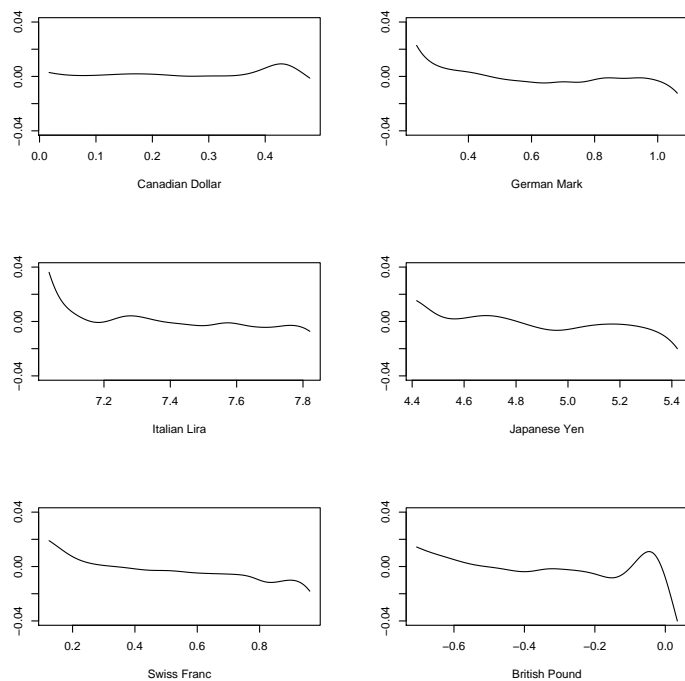 0.04
0.00
−0.04
0.0 0.1 0.2 0.3 0.4
Canadian Dollar
0.04
0.00
−0.04
0.4 0.6 0.8 1.0
German Mark
0.04
0.00
−0.04
7.2 7.4 7.6 7.8
Italian Lira
0.04
0.00
−0.04
4.4 4.6 4.8 5.0 5.2 5.4
Japanese Yen
0.04
0.00
−0.04
0.2 0.4 0.6 0.8
Swiss Franc
0.04
0.00
−0.04
−0.6 −0.4 −0.2 0.0
British Pound